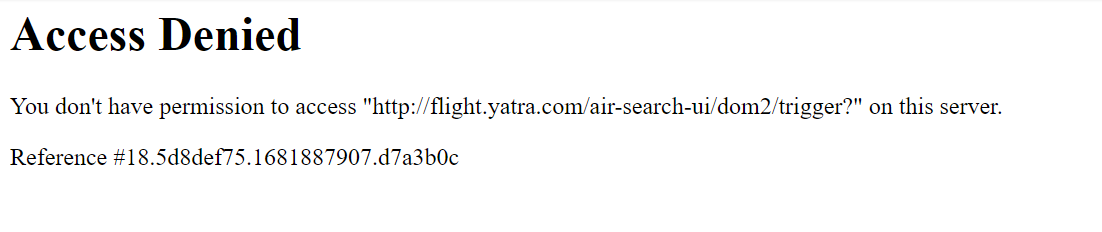 Access Denied
You don't have permission to access "http://flight.yatra.com/air-search-ui/dom2/trigger?" on this server.
Reference #18.5d8def75.1681887907.d7a3b0c